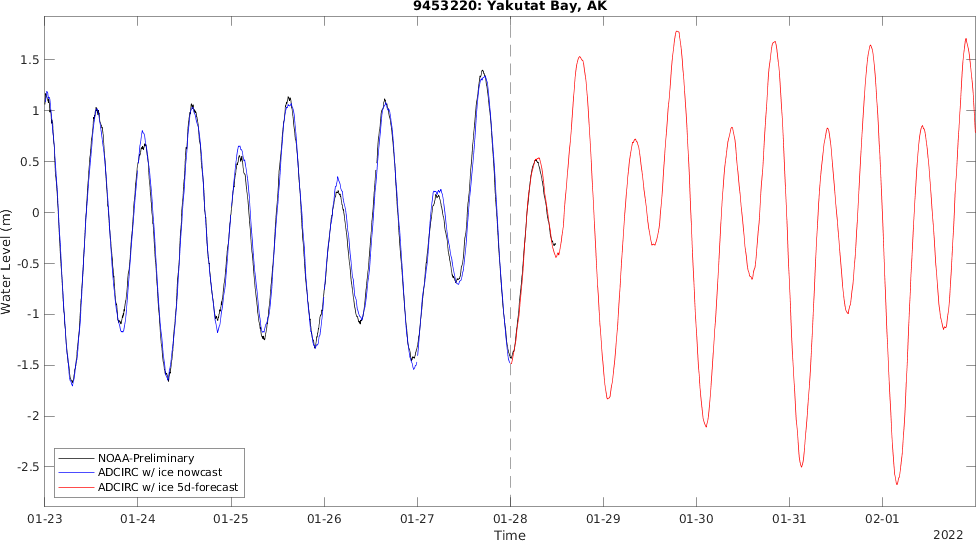 9453220: Yakutat Bay, AK
Water Level (m)
1.5
1
0.5
0
-0.5
-1
-1.5
-2
-2.5
NOAA-Preliminary
ADCIRC w/ ice nowcast
ADCIRC w/ ice 5d-forecast
01-23 01-24 01-25 01-26 01-27 01-28 01-29 01-30 01-31 02-01
Time
2022